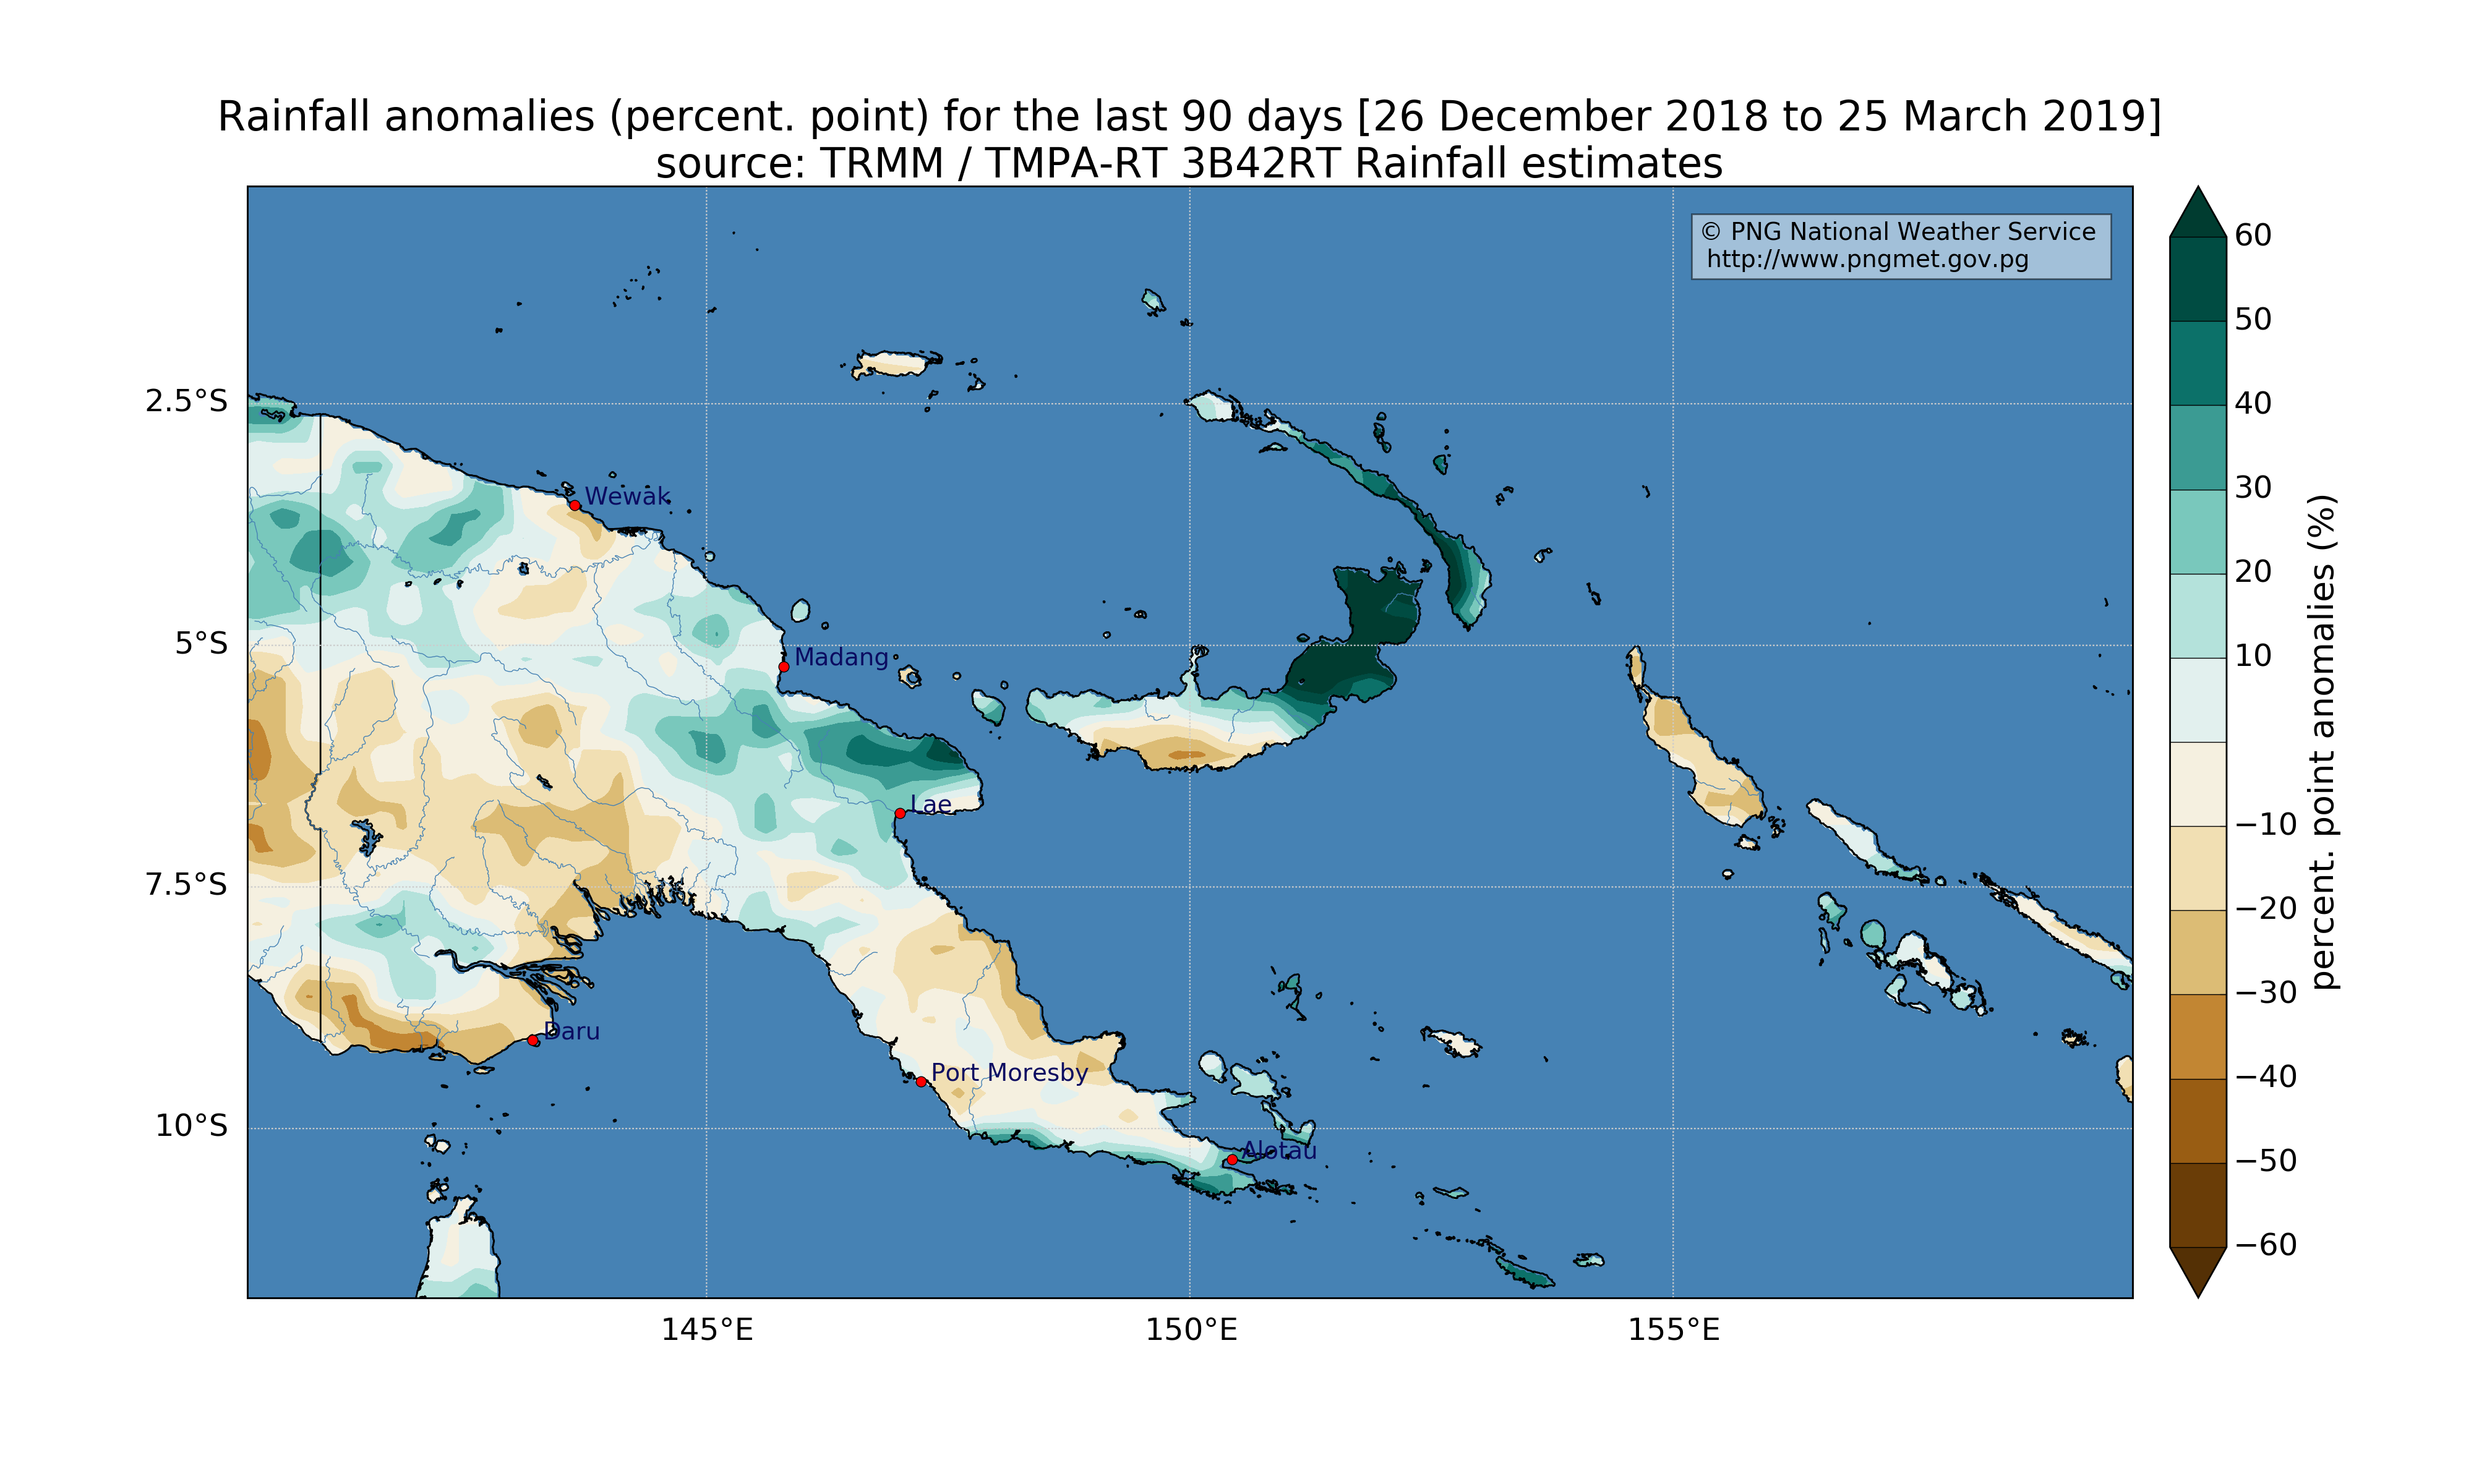 Rainfall anomalies (percent. point) for the last 90 days [26 December 2018 to 25 March 2019]
source: TRMM / TMPA-RT 3B42RT Rainfall estimates
© PNG National Weather Service
http://www.pngmet.gov.pg
2.5°S
5°S
7.5°S
10°S
Wewak
Madang
Lae
Daru
Port Moresby
Alotau
145°E
150°E
155°E
60
50
40
30
20
10
−10
−20
−30
−40
−50
−60
percent. point anomalies (%)